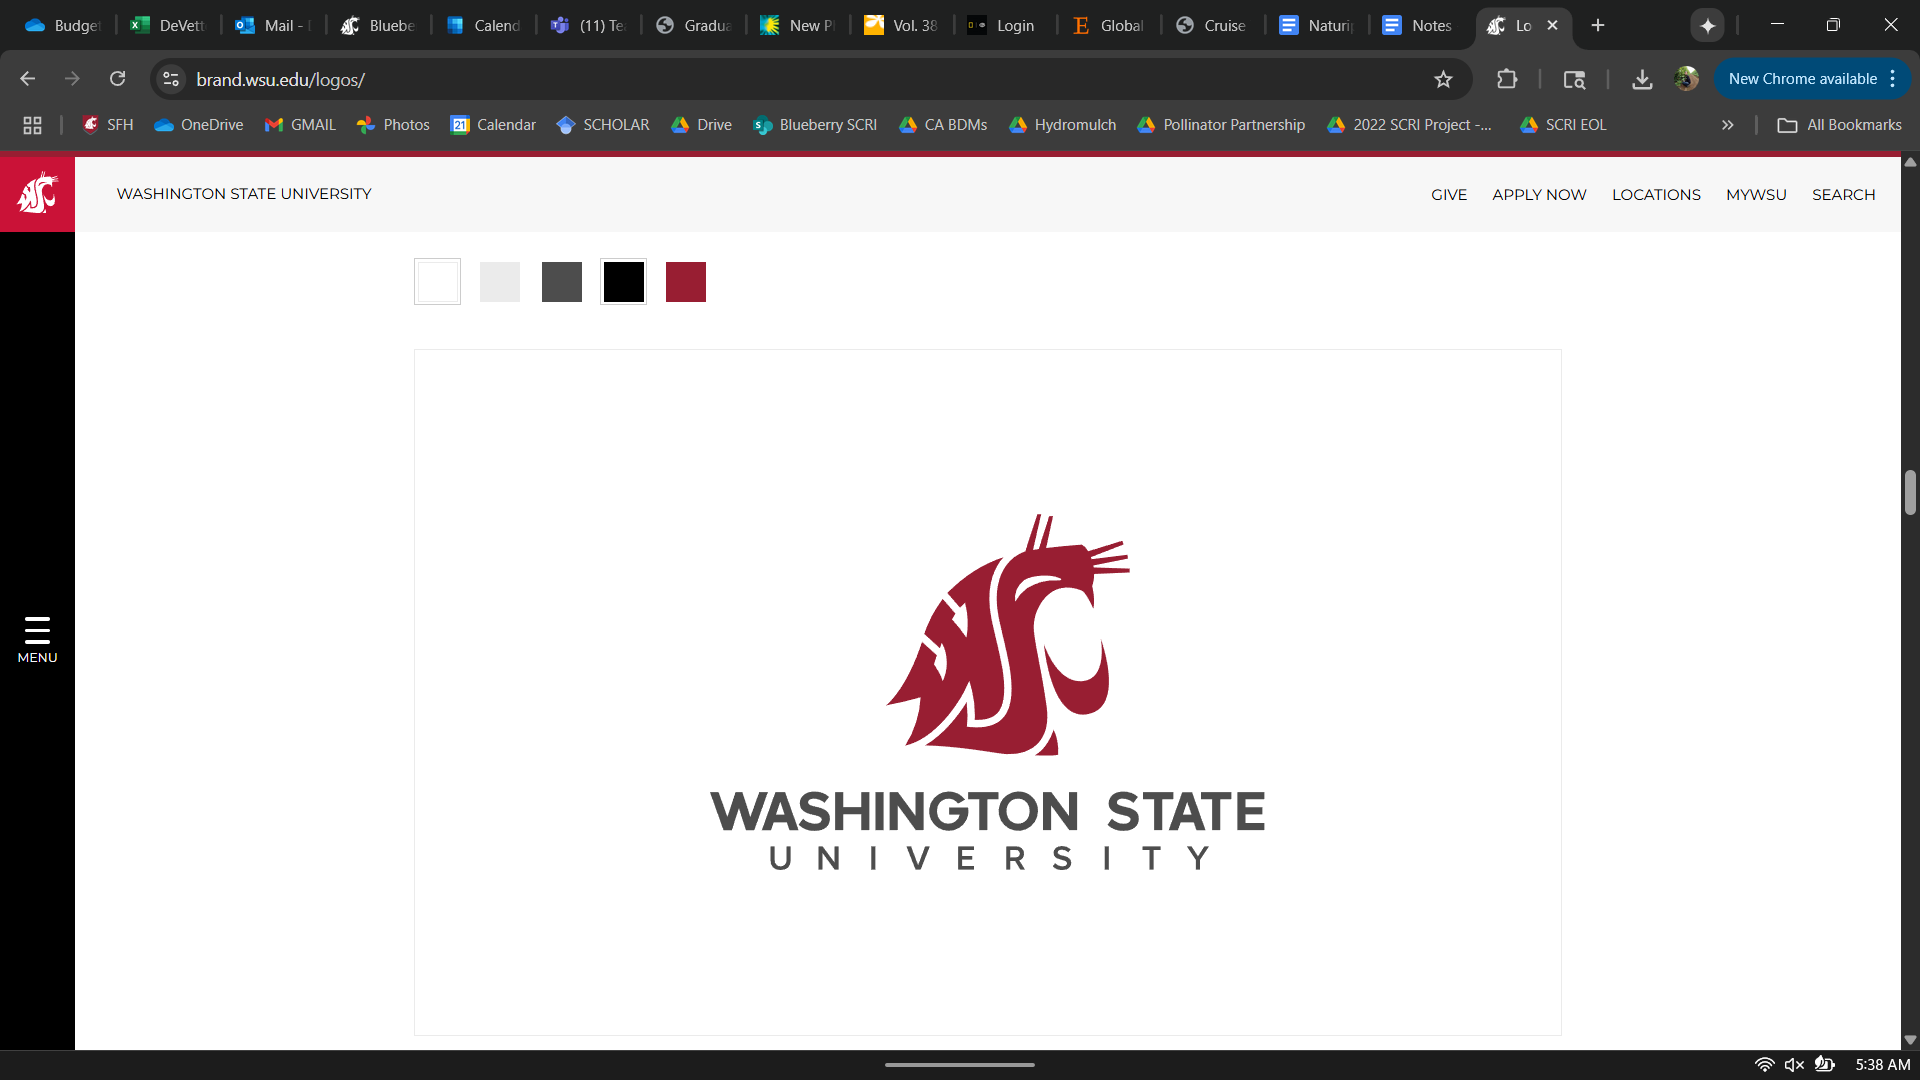 Budget DeVett Mail - Bluebe Calend (11) Te Gradua New P Vol. 38 Login Global Cruise Naturip Notes Lo
brand.wsu.edu/logos/ New Chrome available
SFH OneDrive GMAIL Photos 21 Calendar SCHOLAR Drive Blueberry SCRI CA BDMs Hydromulch Pollinator Partnership 2022 SCRI Project -... SCRI EOL » All Bookmarks
WASHINGTON STATE UNIVERSITY GIVE APPLY NOW LOCATIONS MYWSU SEARCH
MENU
WASHINGTON STATE
UNIVERSITY
5:38 AM